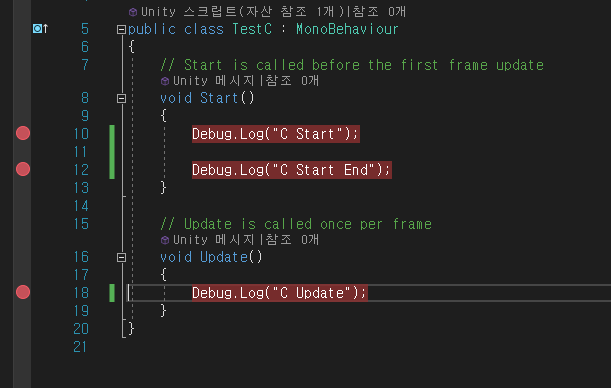 Unity 스크립트(자산 참조 1개)|참조 0개
5 public class TestC : MonoBehaviour
6 {
7 // Start is called before the first frame update
Unity 메시지|참조 0개
8 void Start()
9 {
10 Debug.Log("C Start");
11
12 Debug.Log("C Start End");
13 }
14
15 // Update is called once per frame
Unity 메시지|참조 0개
16 void Update()
17 {
18 Debug.Log("C Update");
19 }
20 }
21